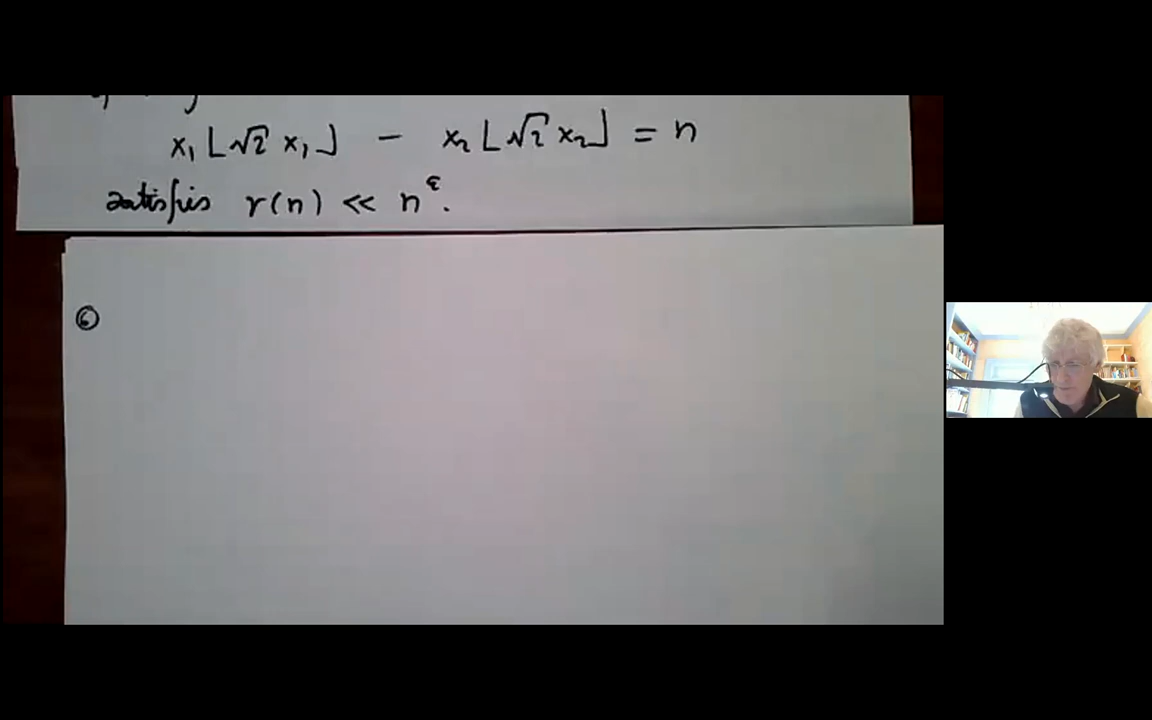 x₁ ⌊√2 x₁⌋ − x₂ ⌊√2 x₂⌋ = n
satisfies r(n) ≪ n^ε.
⑥